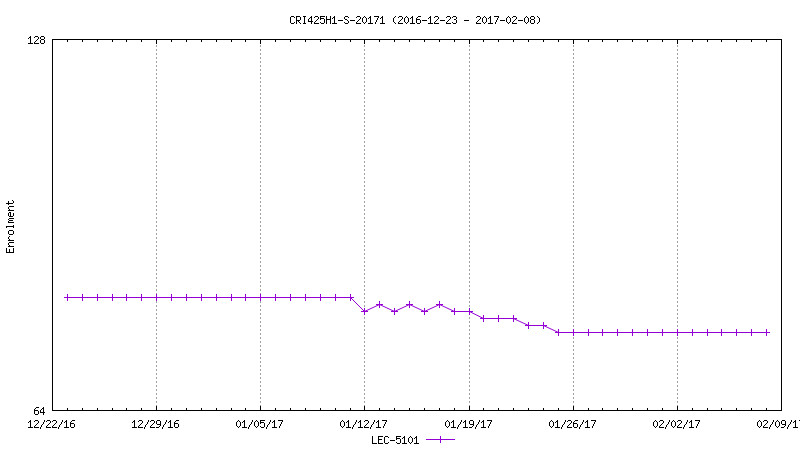 CRI425H1-S-20171 (2016-12-23 - 2017-02-08)
128
Enrolment
64
12/22/16 12/29/16 01/05/17 01/12/17 01/19/17 01/26/17 02/02/17 02/09/1
LEC-5101